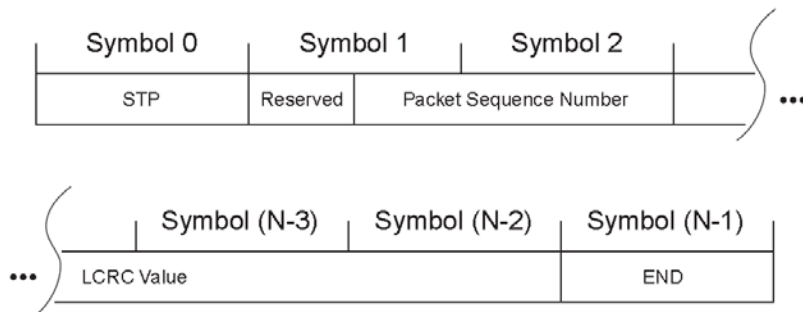 Symbol 0 Symbol 1 Symbol 2
STP Reserved Packet Sequence Number
•••
Symbol (N-3) Symbol (N-2) Symbol (N-1)
••• LCRC Value END